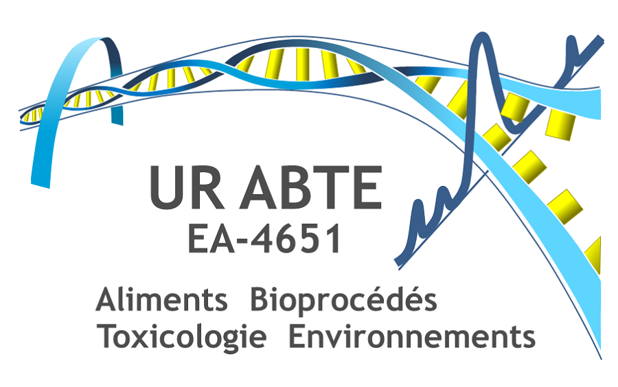 UR ABTE
EA-4651
Aliments Bioprocédés
Toxicologie Environnements